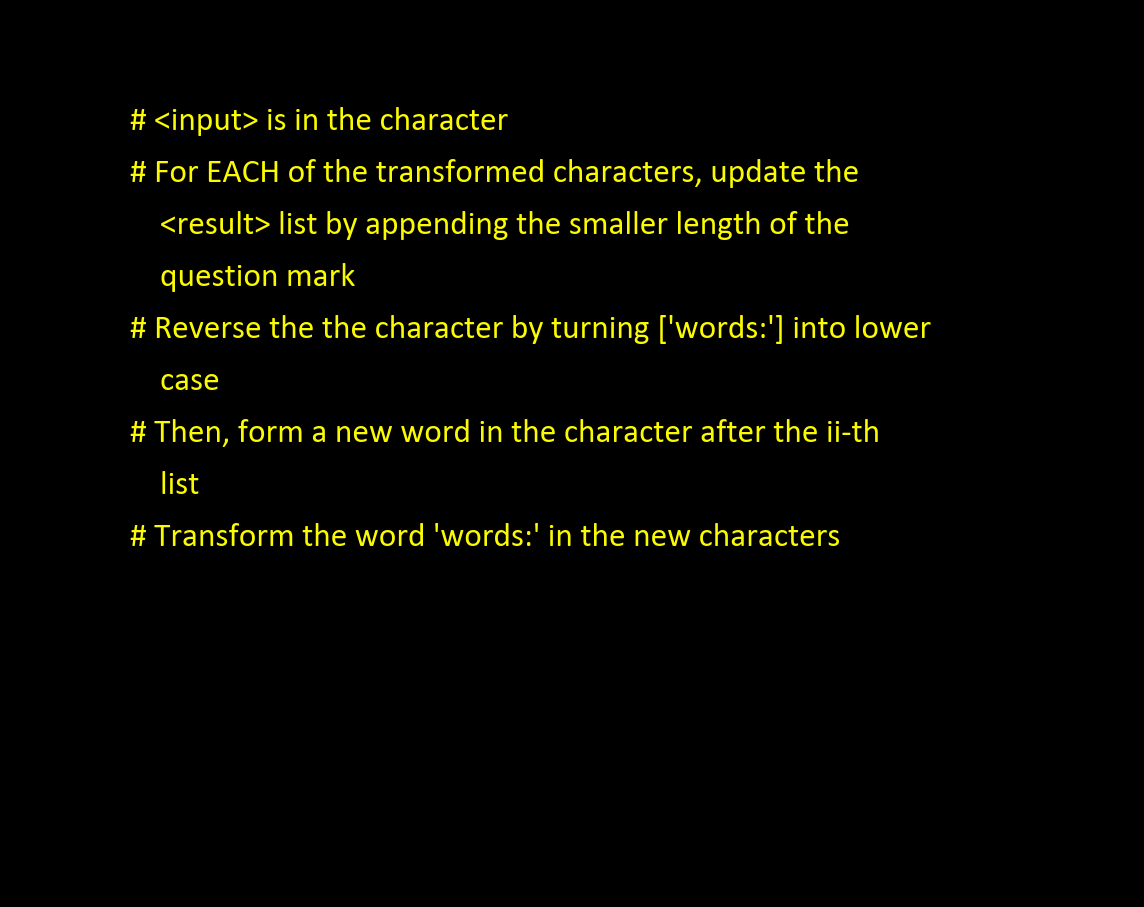 # <input> is in the character
# For EACH of the transformed characters, update the
<result> list by appending the smaller length of the
question mark
# Reverse the the character by turning ['words:'] into lower
case
# Then, form a new word in the character after the ii-th
list
# Transform the word 'words:' in the new characters